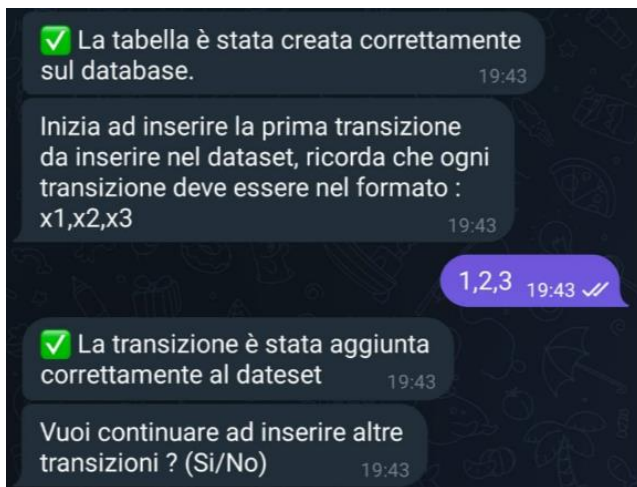 ✅ La tabella è stata creata correttamente
sul database.
19:43
Inizia ad inserire la prima transizione
da inserire nel dataset, ricorda che ogni
transizione deve essere nel formato :
x1,x2,x3
19:43
1,2,3 19:43
✅ La transizione è stata aggiunta
correttamente al dateset
19:43
Vuoi continuare ad inserire altre
transizioni ? (Si/No)
19:43